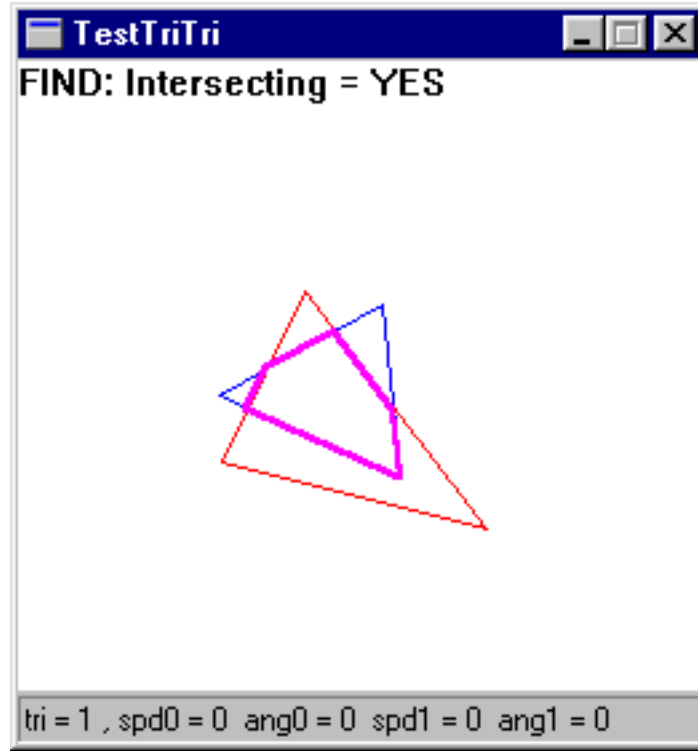 TestTriTri
FIND: Intersecting = YES
tri = 1 , spd0 = 0 ang0 = 0 spd1 = 0 ang1 = 0